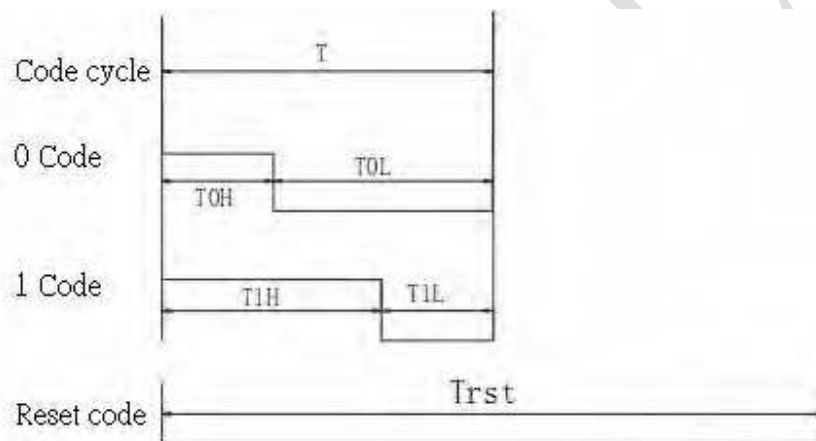 T
Code cycle
0 Code
T0L
T0H
1 Code
T1H
T1L
Trst
Reset code